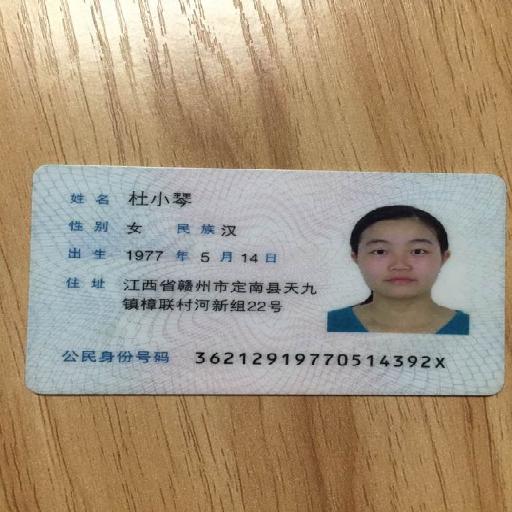 姓名 杜小琴
性别 女 民族 汉
出生 1977 年 5 月 14 日
住址 江西省赣州市定南县天九
镇樟联村河新组22号
公民身份号码 36212919770514392X